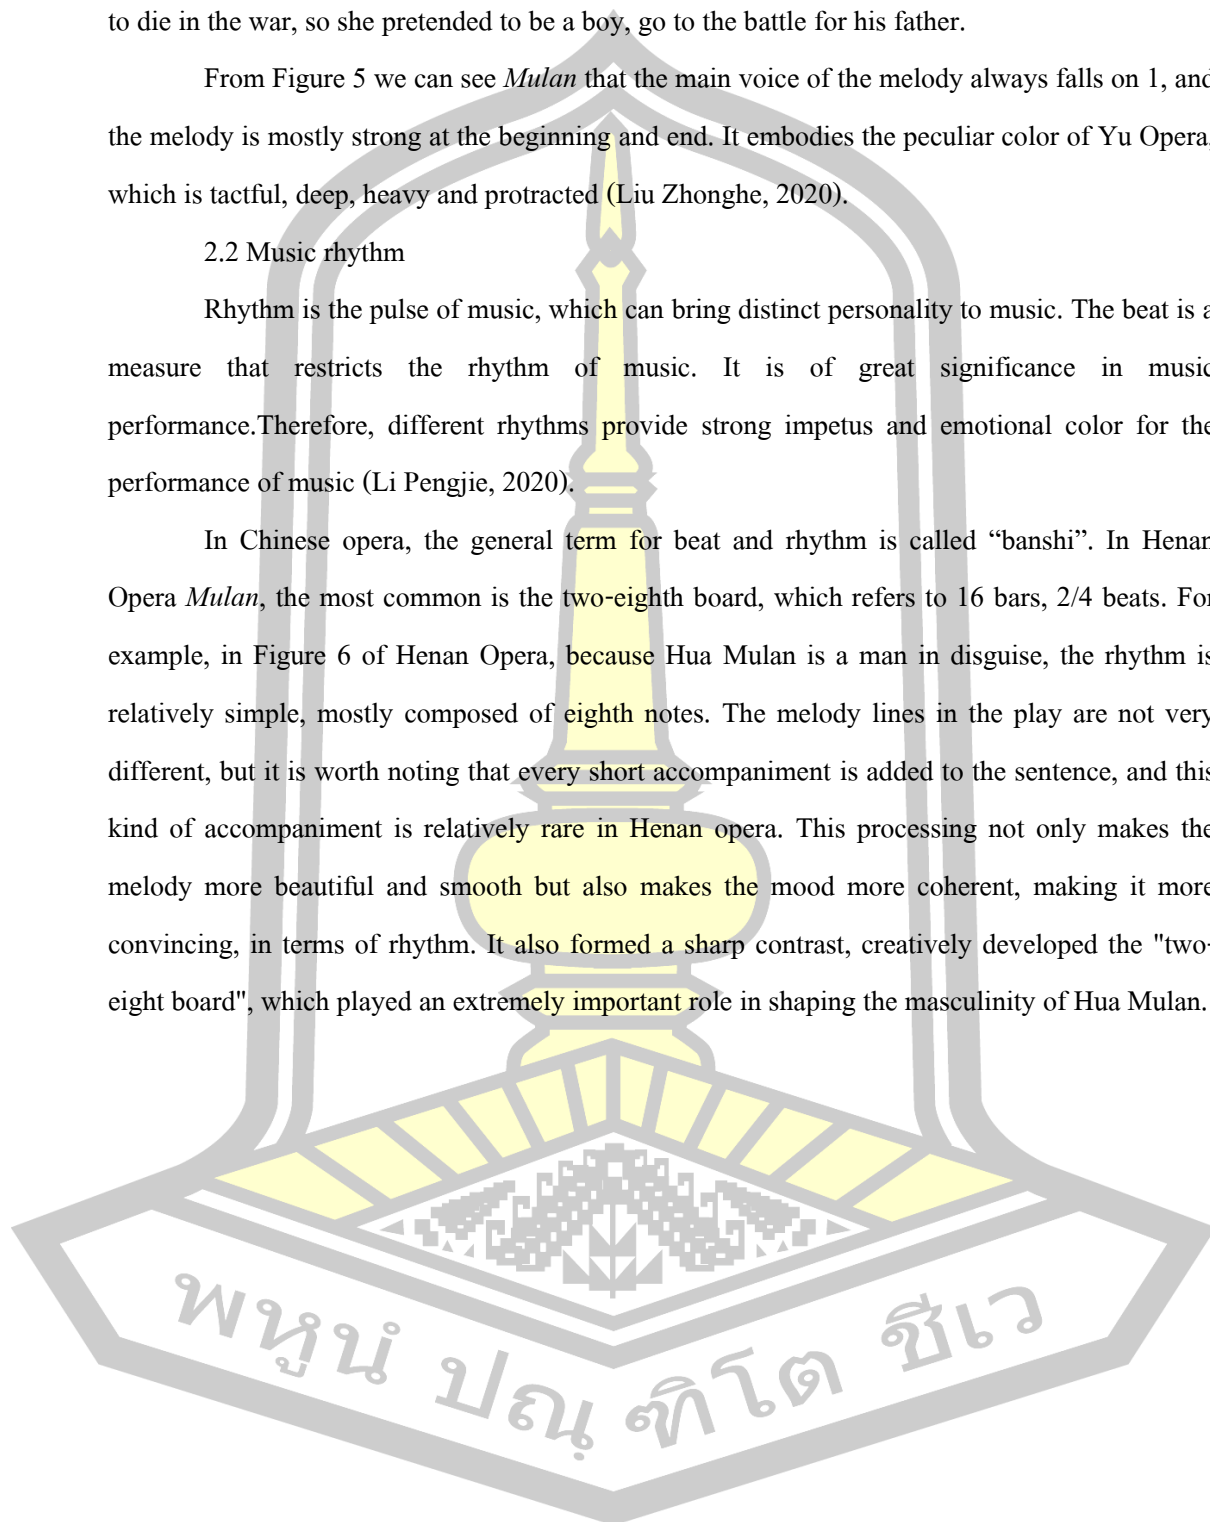 to die in the war, so she pretended to be a boy, go to the battle for his father.
From Figure 5 we can see Mulan that the main voice of the melody always falls on 1, and
the melody is mostly strong at the beginning and end. It embodies the peculiar color of Yu Opera,
which is tactful, deep, heavy and protracted (Liu Zhonghe, 2020).
2.2 Music rhythm
Rhythm is the pulse of music, which can bring distinct personality to music. The beat is a
measure that restricts the rhythm of music. It is of great significance in music
performance.Therefore, different rhythms provide strong impetus and emotional color for the
performance of music (Li Pengjie, 2020).
In Chinese opera, the general term for beat and rhythm is called “banshi”. In Henan
Opera Mulan, the most common is the two-eighth board, which refers to 16 bars, 2/4 beats. For
example, in Figure 6 of Henan Opera, because Hua Mulan is a man in disguise, the rhythm is
relatively simple, mostly composed of eighth notes. The melody lines in the play are not very
different, but it is worth noting that every short accompaniment is added to the sentence, and this
kind of accompaniment is relatively rare in Henan opera. This processing not only makes the
melody more beautiful and smooth but also makes the mood more coherent, making it more
convincing, in terms of rhythm. It also formed a sharp contrast, creatively developed the "two-
eight board", which played an extremely important role in shaping the masculinity of Hua Mulan.
พหูนํ ปณฺฑิโต ชีเว